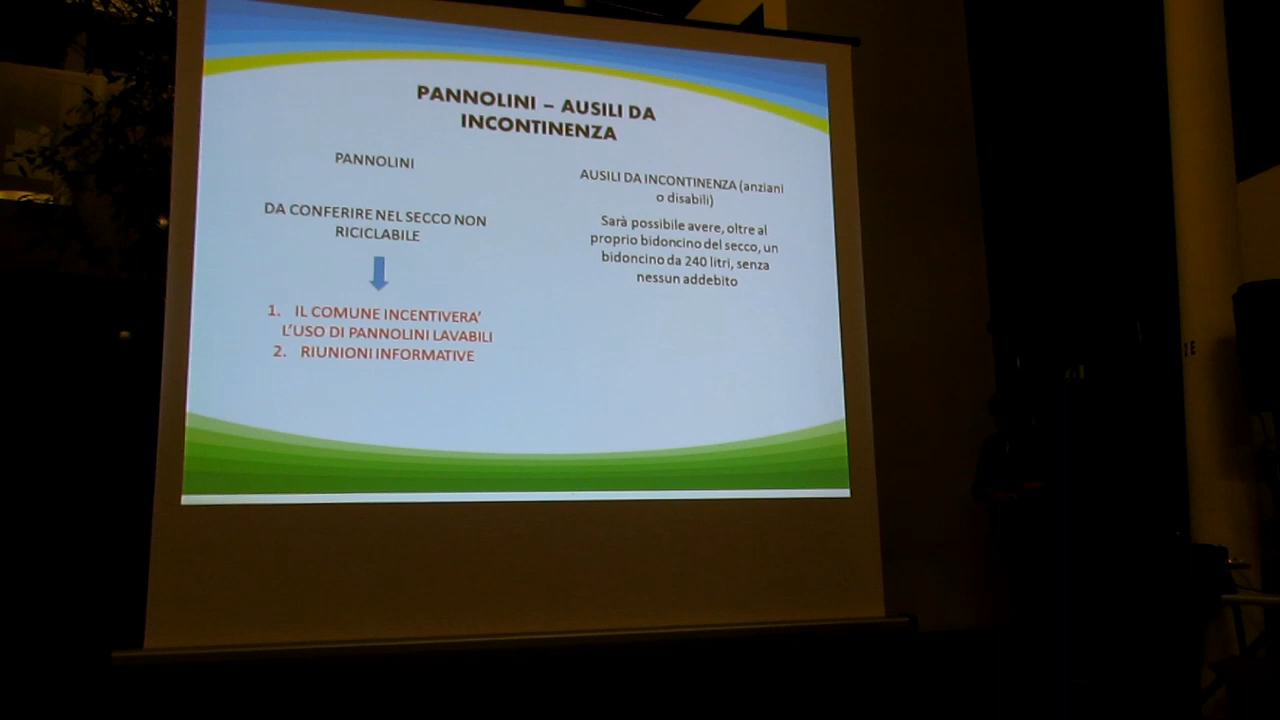 PANNOLINI – AUSILI DA
INCONTINENZA
PANNOLINI
DA CONFERIRE NEL SECCO NON
RICICLABILE
1. IL COMUNE INCENTIVERA'
L'USO DI PANNOLINI LAVABILI
2. RIUNIONI INFORMATIVE
AUSILI DA INCONTINENZA (anziani
o disabili)
Sarà possibile avere, oltre al
proprio bidoncino del secco, un
bidoncino da 240 litri, senza
nessun addebito